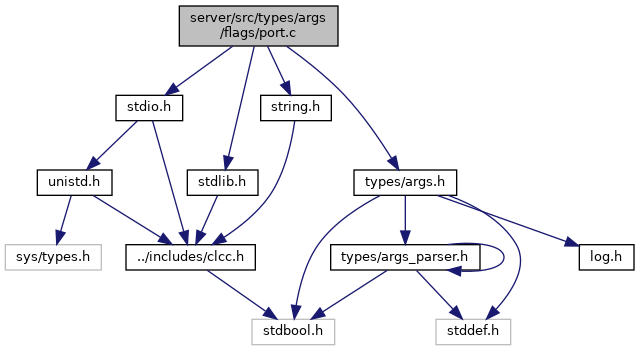 server/src/types/args
/flags/port.c
stdio.h
string.h
unistd.h
stdlib.h
types/args.h
sys/types.h
../includes/clcc.h
types/args_parser.h
log.h
stdbool.h
stddef.h